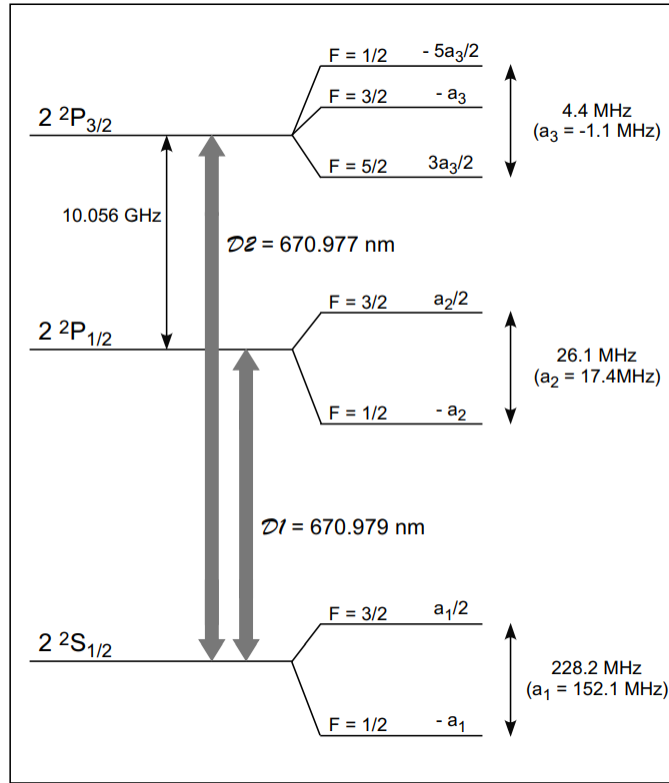 F = 1/2 - 5a₃/2
F = 3/2 - a₃
2 ²P₃/₂
4.4 MHz
(a₃ = -1.1 MHz)
F = 5/2 3a₃/2
10.056 GHz
D2 = 670.977 nm
F = 3/2 a₂/2
2 ²P₁/₂
26.1 MHz
(a₂ = 17.4MHz)
F = 1/2 - a₂
D1 = 670.979 nm
F = 3/2 a₁/2
2 ²S₁/₂
228.2 MHz
(a₁ = 152.1 MHz)
F = 1/2 - a₁